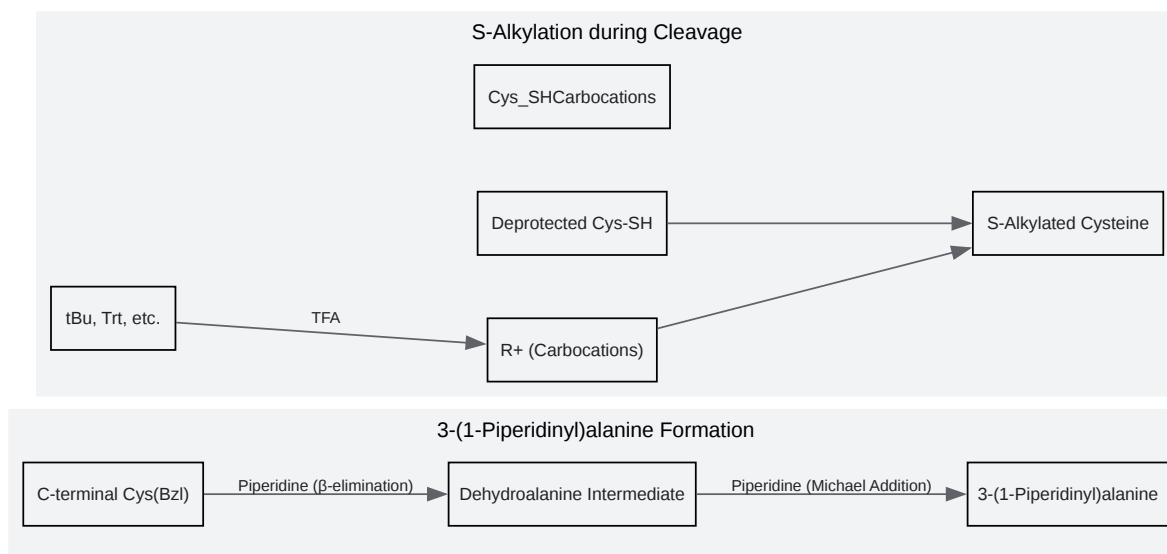 S-Alkylation during Cleavage
Cys_SHCarbocations
Deprotected Cys-SH
S-Alkylated Cysteine
tBu, Trt, etc.
TFA
R+ (Carbocations)
3-(1-Piperidinyl)alanine Formation
C-terminal Cys(Bzl)
Piperidine (β-elimination)
Dehydroalanine Intermediate
Piperidine (Michael Addition)
3-(1-Piperidinyl)alanine